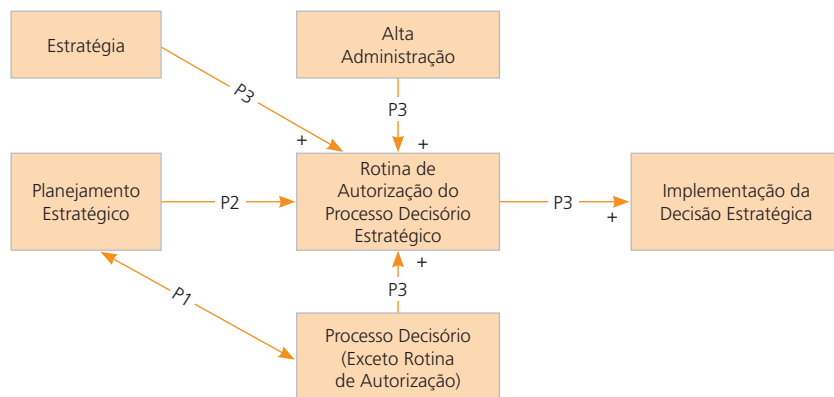 Estratégia
Alta
Administração
P3
P3
+
+
Planejamento
Estratégico
P2
Rotina de
Autorização do
Processo Decisório
Estratégico
P3
+
Implementação da
Decisão Estratégica
P1
+
P3
Processo Decisório
(Exceto Rotina
de Autorização)